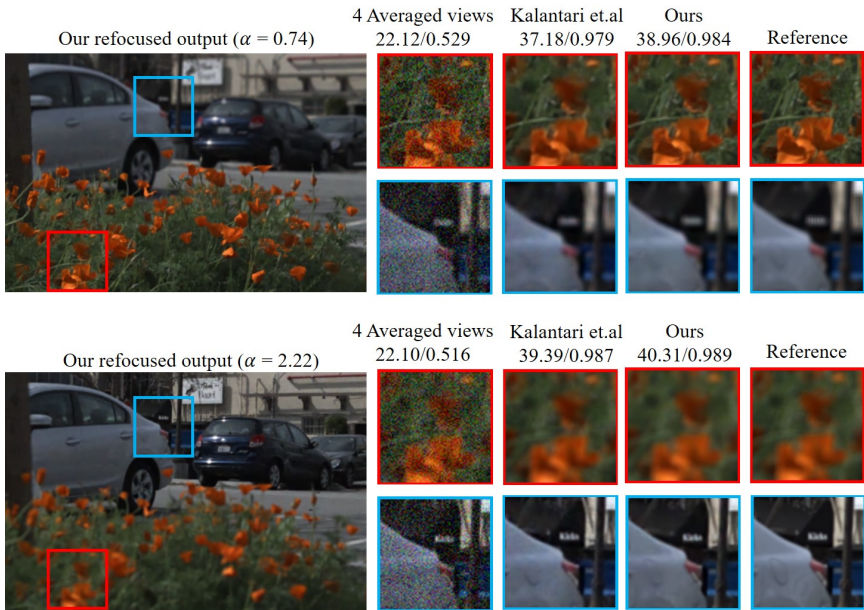 Our refocused output (α = 0.74)
4 Averaged views
22.12/0.529
Kalantari et.al
37.18/0.979
Ours
38.96/0.984
Reference
Our refocused output (α = 2.22)
4 Averaged views
22.10/0.516
Kalantari et.al
39.39/0.987
Ours
40.31/0.989
Reference